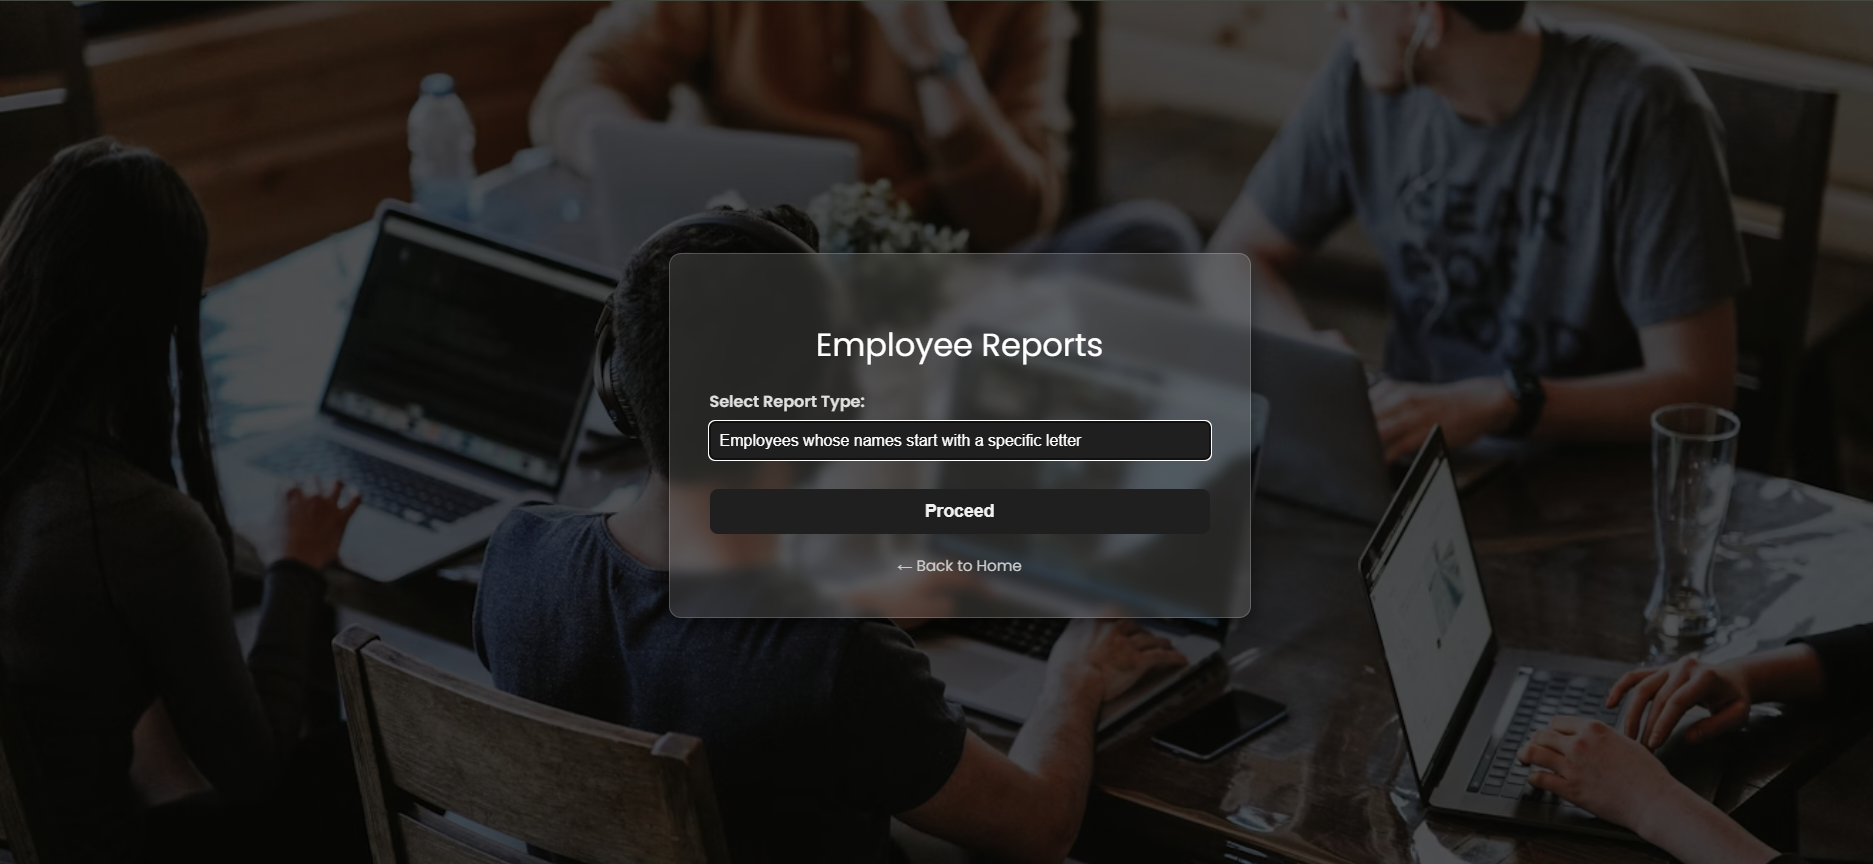 Employee Reports
Select Report Type:
Employees whose names start with a specific letter
Proceed
← Back to Home